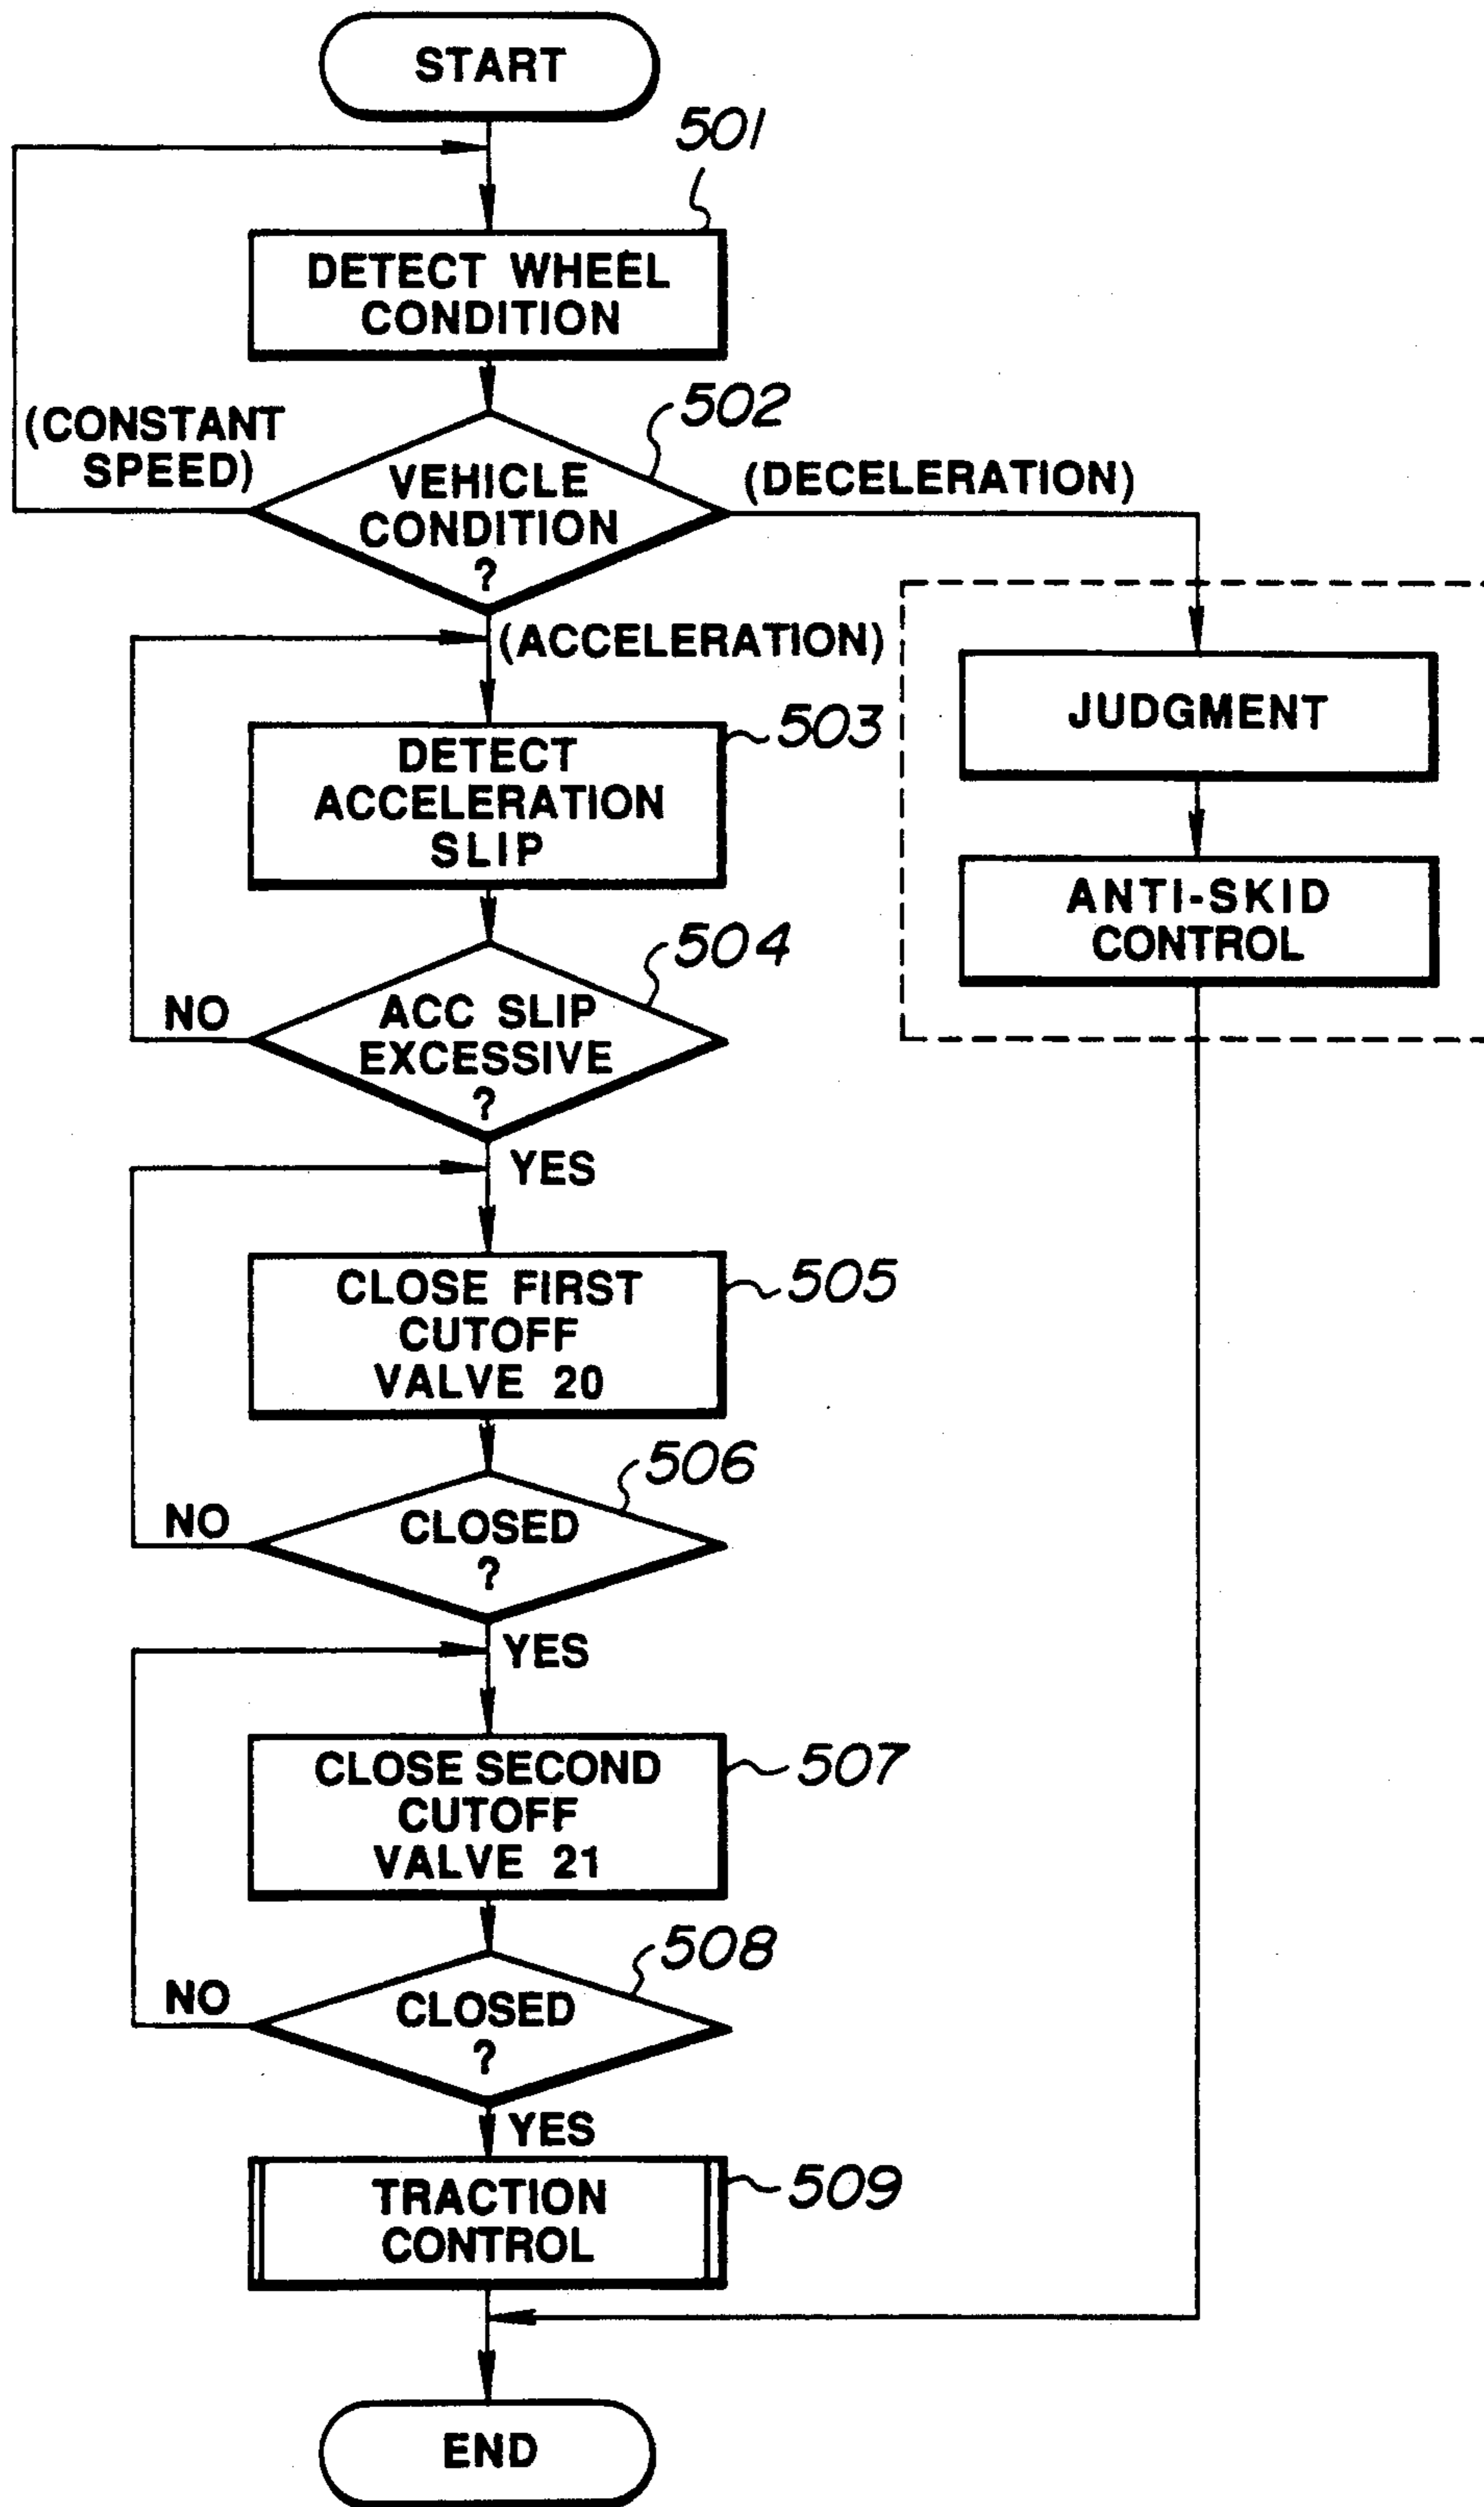 START
501
DETECT WHEEL
CONDITION
502
(CONSTANT
SPEED)
VEHICLE
CONDITION
?
(DECELERATION)
(ACCELERATION)
503
DETECT
ACCELERATION
SLIP
JUDGMENT
ANTI-SKID
CONTROL
504
NO
ACC SLIP
EXCESSIVE
?
YES
505
CLOSE FIRST
CUTOFF
VALVE 20
506
NO
CLOSED
?
YES
507
CLOSE SECOND
CUTOFF
VALVE 21
508
NO
CLOSED
?
YES
509
TRACTION
CONTROL
END